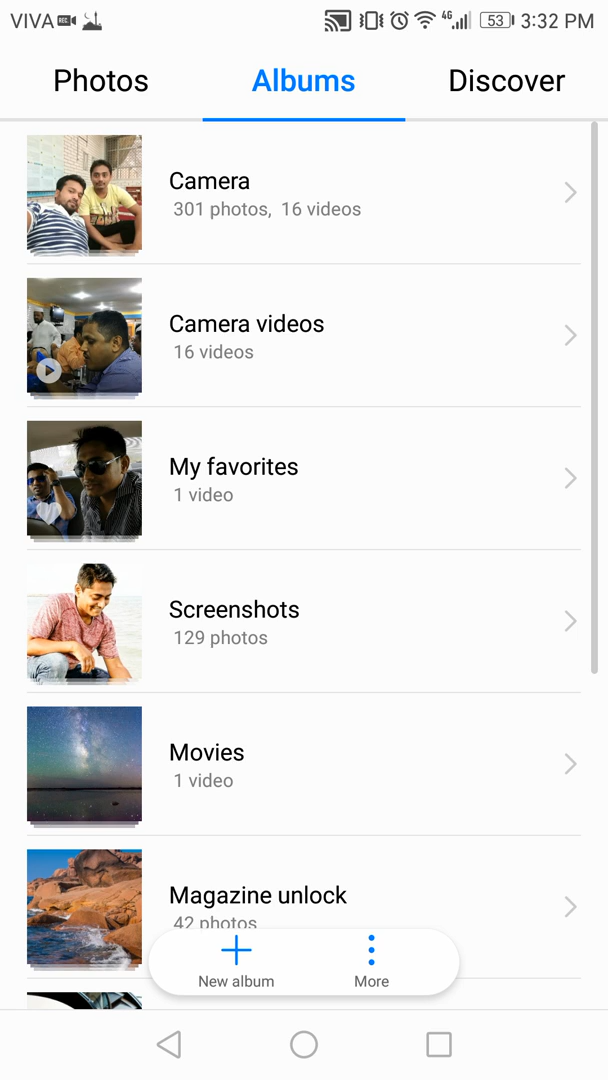 VIVA REC 4G 53 3:32 PM
Photos Albums Discover
Camera
301 photos, 16 videos
Camera videos
16 videos
My favorites
1 video
Screenshots
129 photos
Movies
1 video
Magazine unlock
42 photos
New album More